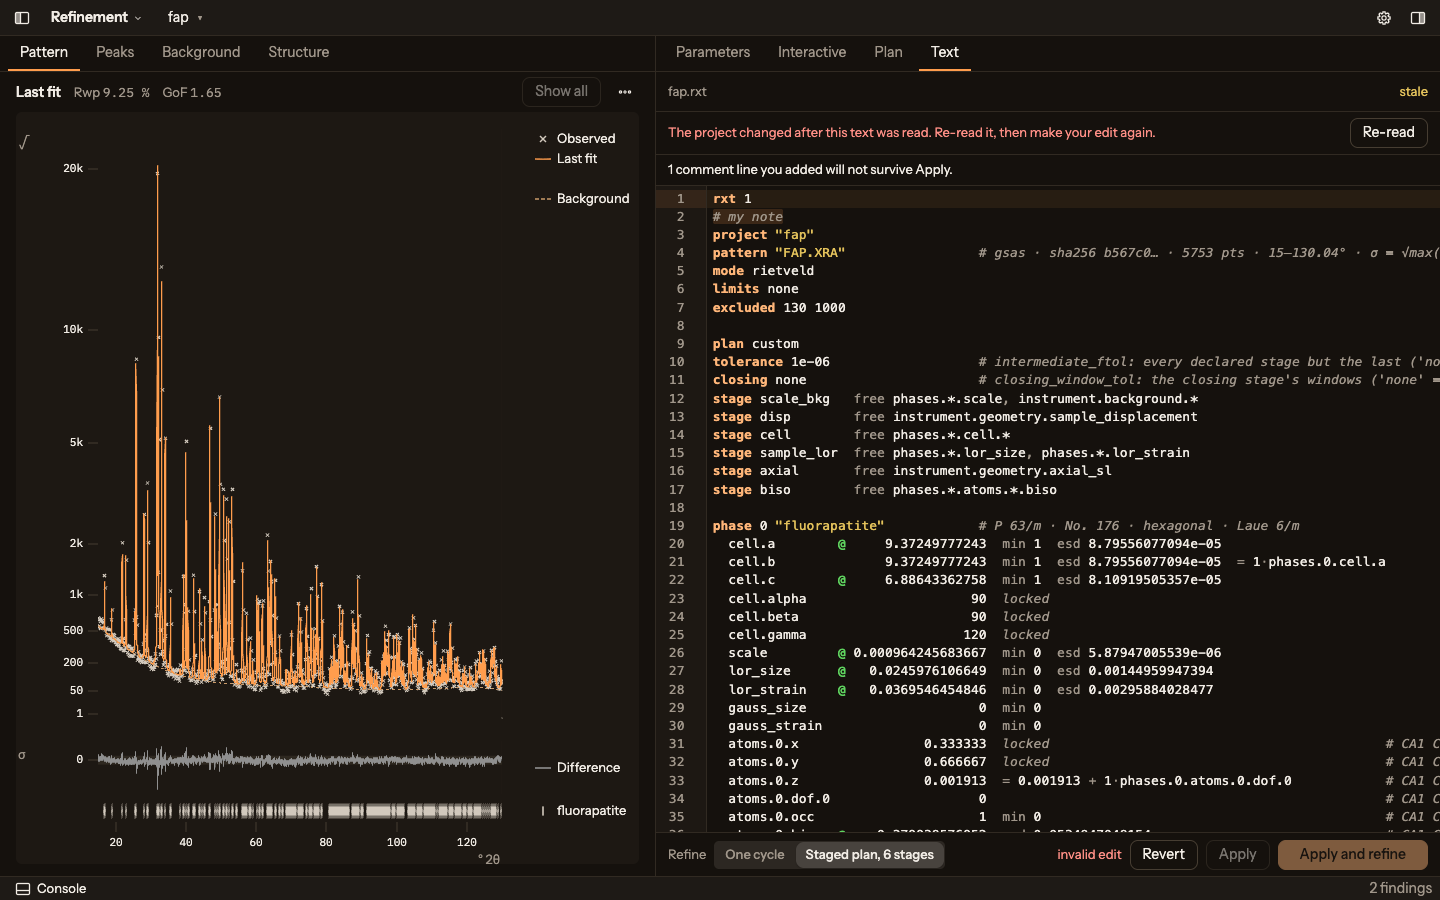 Refinement
fap
Pattern
Peaks
Background
Structure
Parameters
Interactive
Plan
Text
Last fit
Rwp 9.25 %
GoF 1.65
Show all
fap.rxt
stale
The project changed after this text was read. Re-read it, then make your edit again.
Re-read
1 comment line you added will not survive Apply.
√
20k
10k
5k
2k
1k
500
200
50
1
σ
0
Observed
Last fit
Background
Difference
fluorapatite
20
40
60
80
100
120
°2θ
1 rxt 1
2 # my note
3 project "fap"
4 pattern "FAP.XRA" # gsas · sha256 b567c0… · 5753 pts · 15–130.04° · σ = √max(
5 mode rietveld
6 limits none
7 excluded 130 1000
8
9 plan custom
10 tolerance 1e-06 # intermediate_ftol: every declared stage but the last ('no
11 closing none # closing_window_tol: the closing stage's windows ('none' =
12 stage scale_bkg free phases.*.scale, instrument.background.*
13 stage disp free instrument.geometry.sample_displacement
14 stage cell free phases.*.cell.*
15 stage sample_lor free phases.*.lor_size, phases.*.lor_strain
16 stage axial free instrument.geometry.axial_sl
17 stage biso free phases.*.atoms.*.biso
18
19 phase 0 "fluorapatite" # P 63/m · No. 176 · hexagonal · Laue 6/m
20 cell.a @ 9.37249777243 min 1 esd 8.79556077094e-05
21 cell.b 9.37249777243 min 1 esd 8.79556077094e-05 = 1·phases.0.cell.a
22 cell.c @ 6.88643362758 min 1 esd 8.10919505357e-05
23 cell.alpha 90 locked
24 cell.beta 90 locked
25 cell.gamma 120 locked
26 scale @ 0.000964245683667 min 0 esd 5.87947005539e-06
27 lor_size @ 0.0245976106649 min 0 esd 0.00144959947394
28 lor_strain @ 0.0369546454846 min 0 esd 0.00295884028477
29 gauss_size 0 min 0
30 gauss_strain 0 min 0
31 atoms.0.x 0.333333 locked # CA1 C
32 atoms.0.y 0.666667 locked # CA1 C
33 atoms.0.z 0.001913 = 0.001913 + 1·phases.0.atoms.0.dof.0 # CA1 C
34 atoms.0.dof.0 0 # CA1 C
35 atoms.0.occ 1 min 0 # CA1 C
Refine
One cycle
Staged plan, 6 stages
invalid edit
Revert
Apply
Apply and refine
Console
2 findings